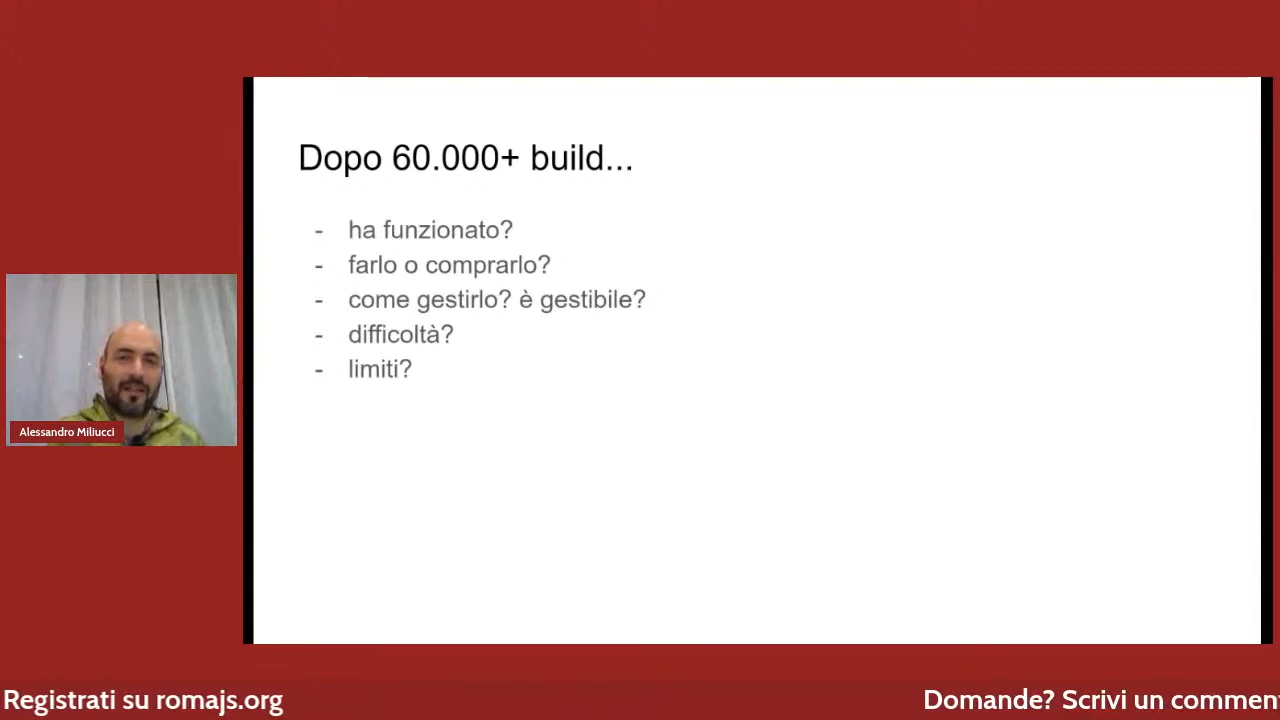 Dopo 60.000+ build...
- ha funzionato?
- farlo o comprarlo?
- come gestirlo? è gestibile?
- difficoltà?
- limiti?
Alessandro Miliucci
Registrati su romajs.org
Domande? Scrivi un commen